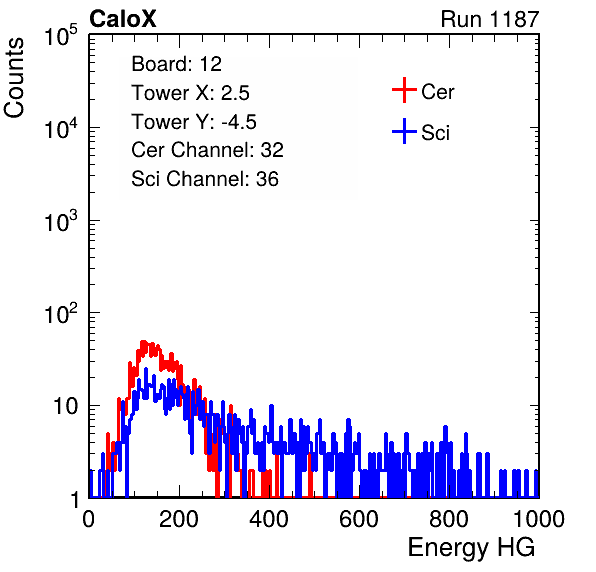 CaloX Run 1187
Counts
10^5
10^4
10^3
10^2
10
1
Board: 12
Tower X: 2.5
Tower Y: -4.5
Cer Channel: 32
Sci Channel: 36
Cer
Sci
0 200 400 600 800 1000
Energy HG